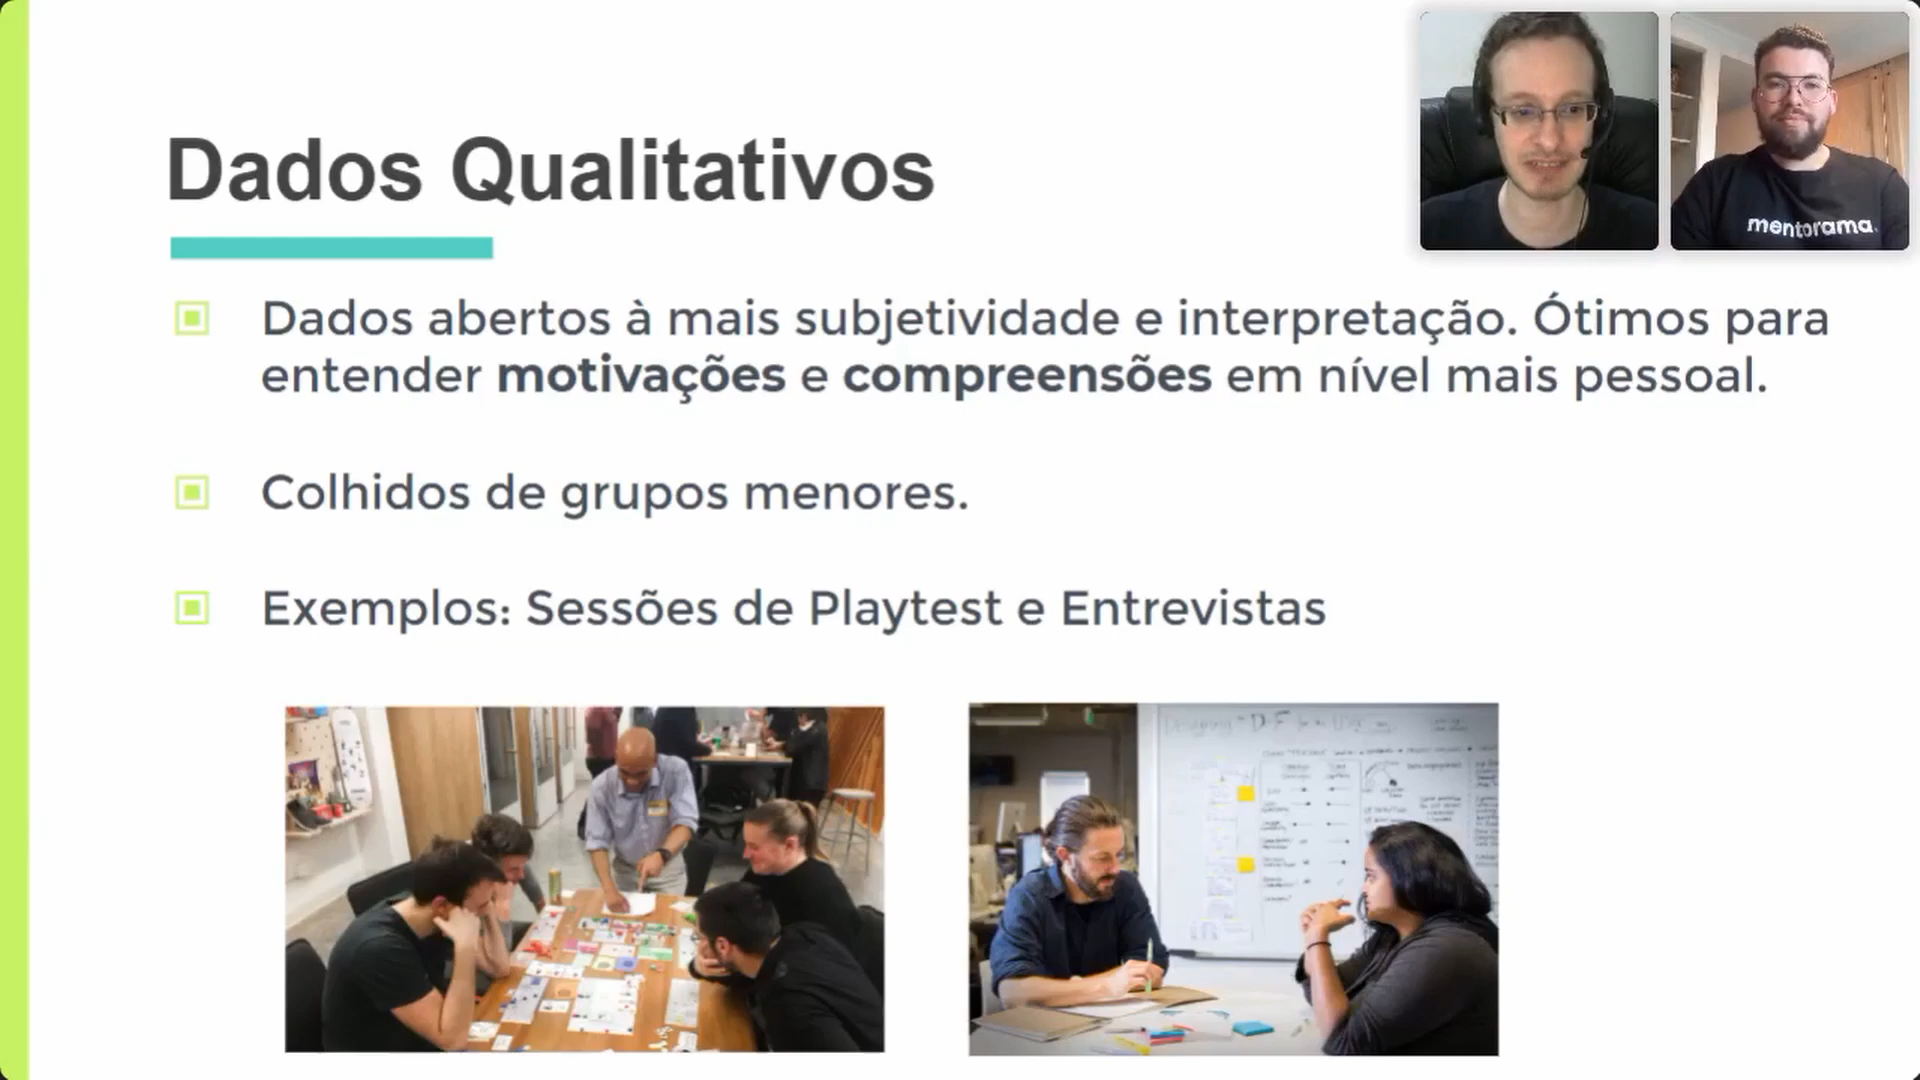 mentorama.
Dados Qualitativos
Dados abertos à mais subjetividade e interpretação. Ótimos para
entender motivações e compreensões em nível mais pessoal.
Colhidos de grupos menores.
Exemplos: Sessões de Playtest e Entrevistas